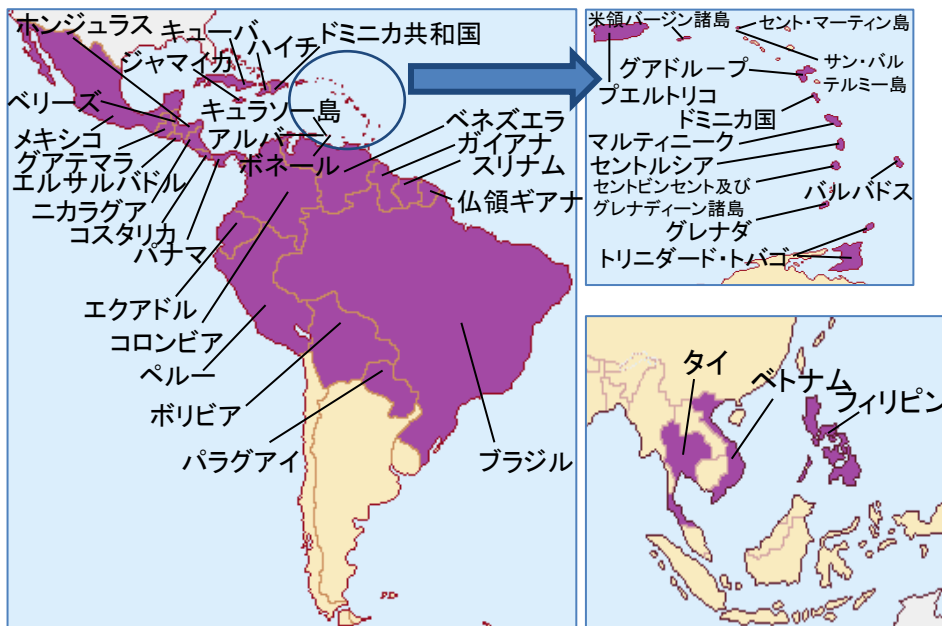 ホンジュラス
キューバ
ハイチ
ドミニカ共和国
ジャマイカ
ベリーズ
キュラソー島
メキシコ
アルバ
ベネズエラ
グアテマラ
ボネール
ガイアナ
エルサルバドル
スリナム
ニカラグア
仏領ギアナ
コスタリカ
パナマ
エクアドル
コロンビア
ペルー
ボリビア
パラグアイ
ブラジル
米領バージン諸島
セント・マーティン島
サン・バル
テルミー島
グアドループ
プエルトリコ
ドミニカ国
マルティニーク
セントルシア
セントビンセント及び
グレナディーン諸島
バルバドス
グレナダ
トリニダード・トバゴ
タイ
ベトナム
フィリピン